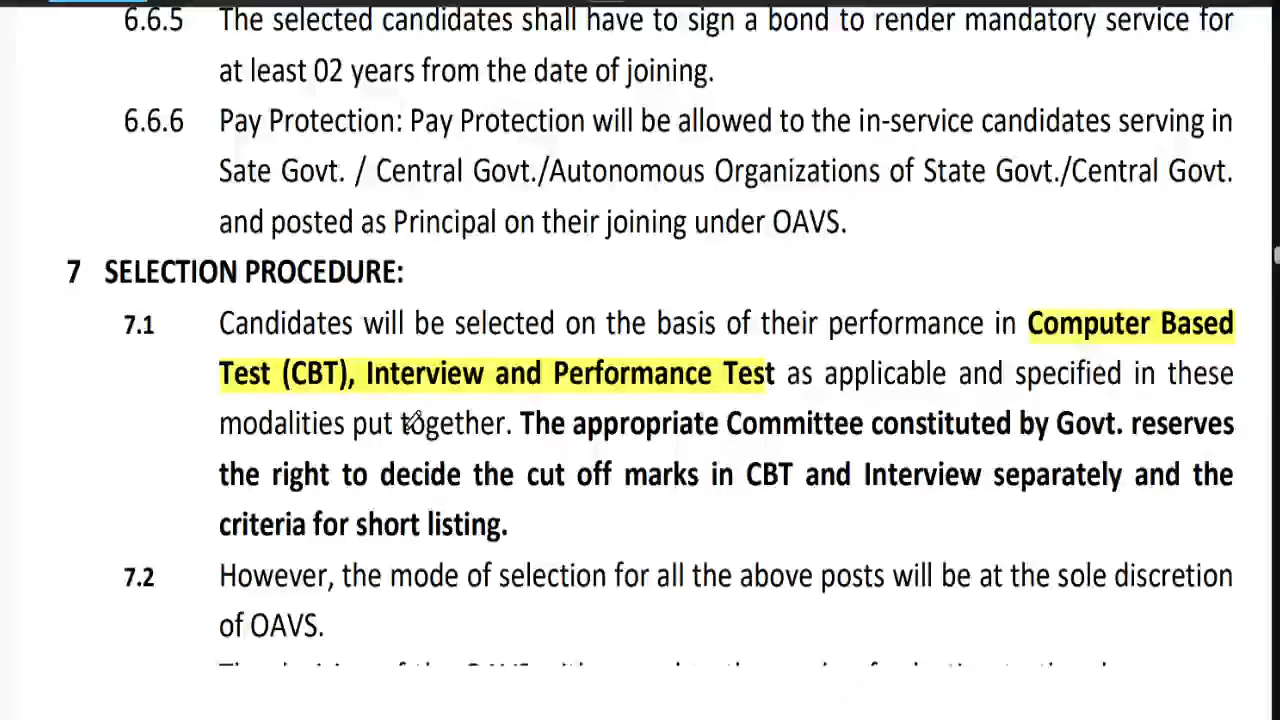 6.6.5 The selected candidates shall have to sign a bond to render mandatory service for
at least 02 years from the date of joining.
6.6.6 Pay Protection: Pay Protection will be allowed to the in-service candidates serving in
Sate Govt. / Central Govt./Autonomous Organizations of State Govt./Central Govt.
and posted as Principal on their joining under OAVS.
7 SELECTION PROCEDURE:
7.1 Candidates will be selected on the basis of their performance in Computer Based
Test (CBT), Interview and Performance Test as applicable and specified in these
modalities put together. The appropriate Committee constituted by Govt. reserves
the right to decide the cut off marks in CBT and Interview separately and the
criteria for short listing.
7.2 However, the mode of selection for all the above posts will be at the sole discretion
of OAVS.